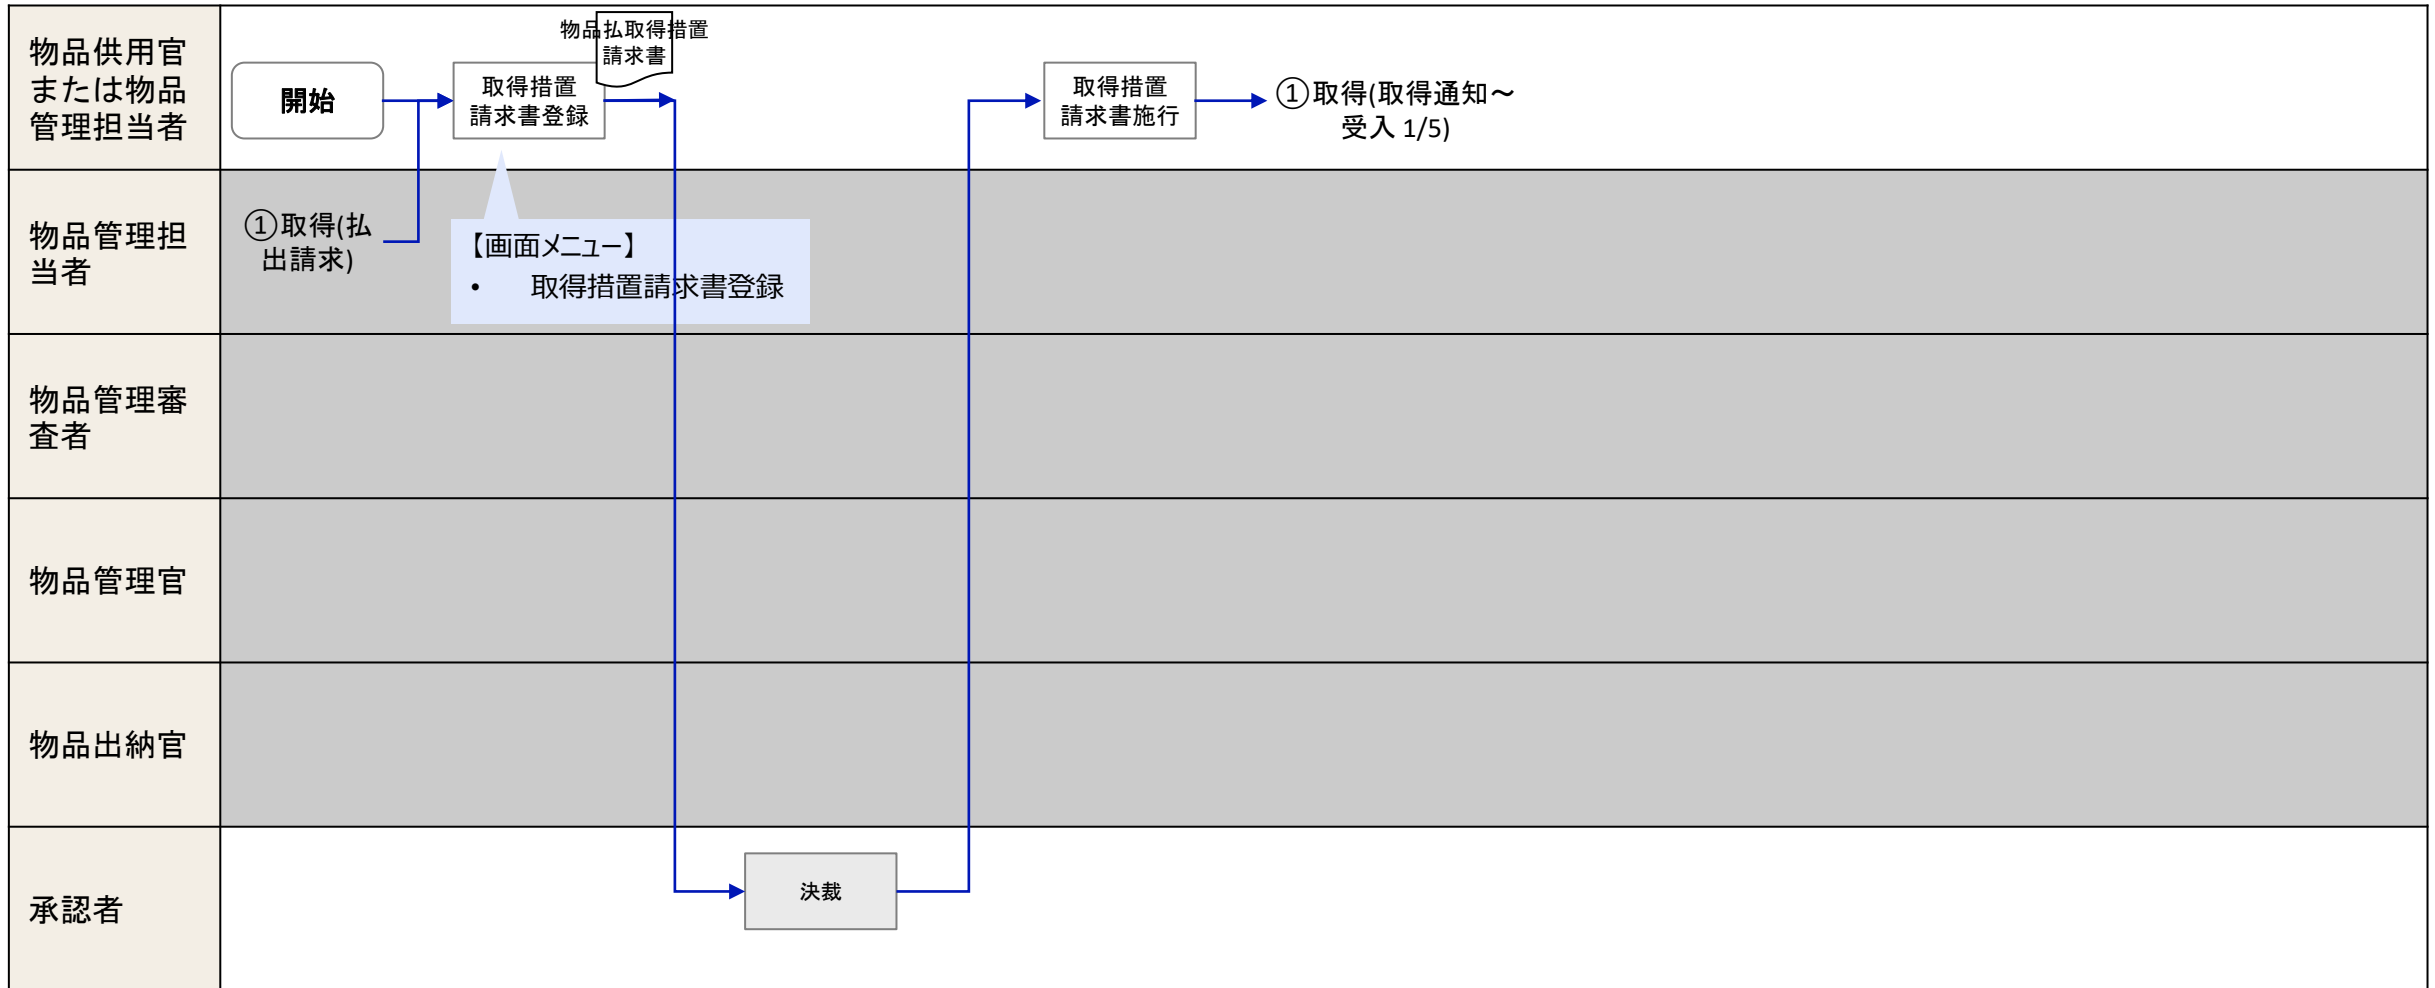 物品供用官
または物品
管理担当者
開始
取得措置
請求書登録
物品払取得措置
請求書
取得措置
請求書施行
①取得(取得通知～
受入 1/5)
物品管理担
当者
①取得(払
出請求)
【画面メニュー】
• 取得措置請求書登録
物品管理審
査者
物品管理官
物品出納官
承認者
決裁